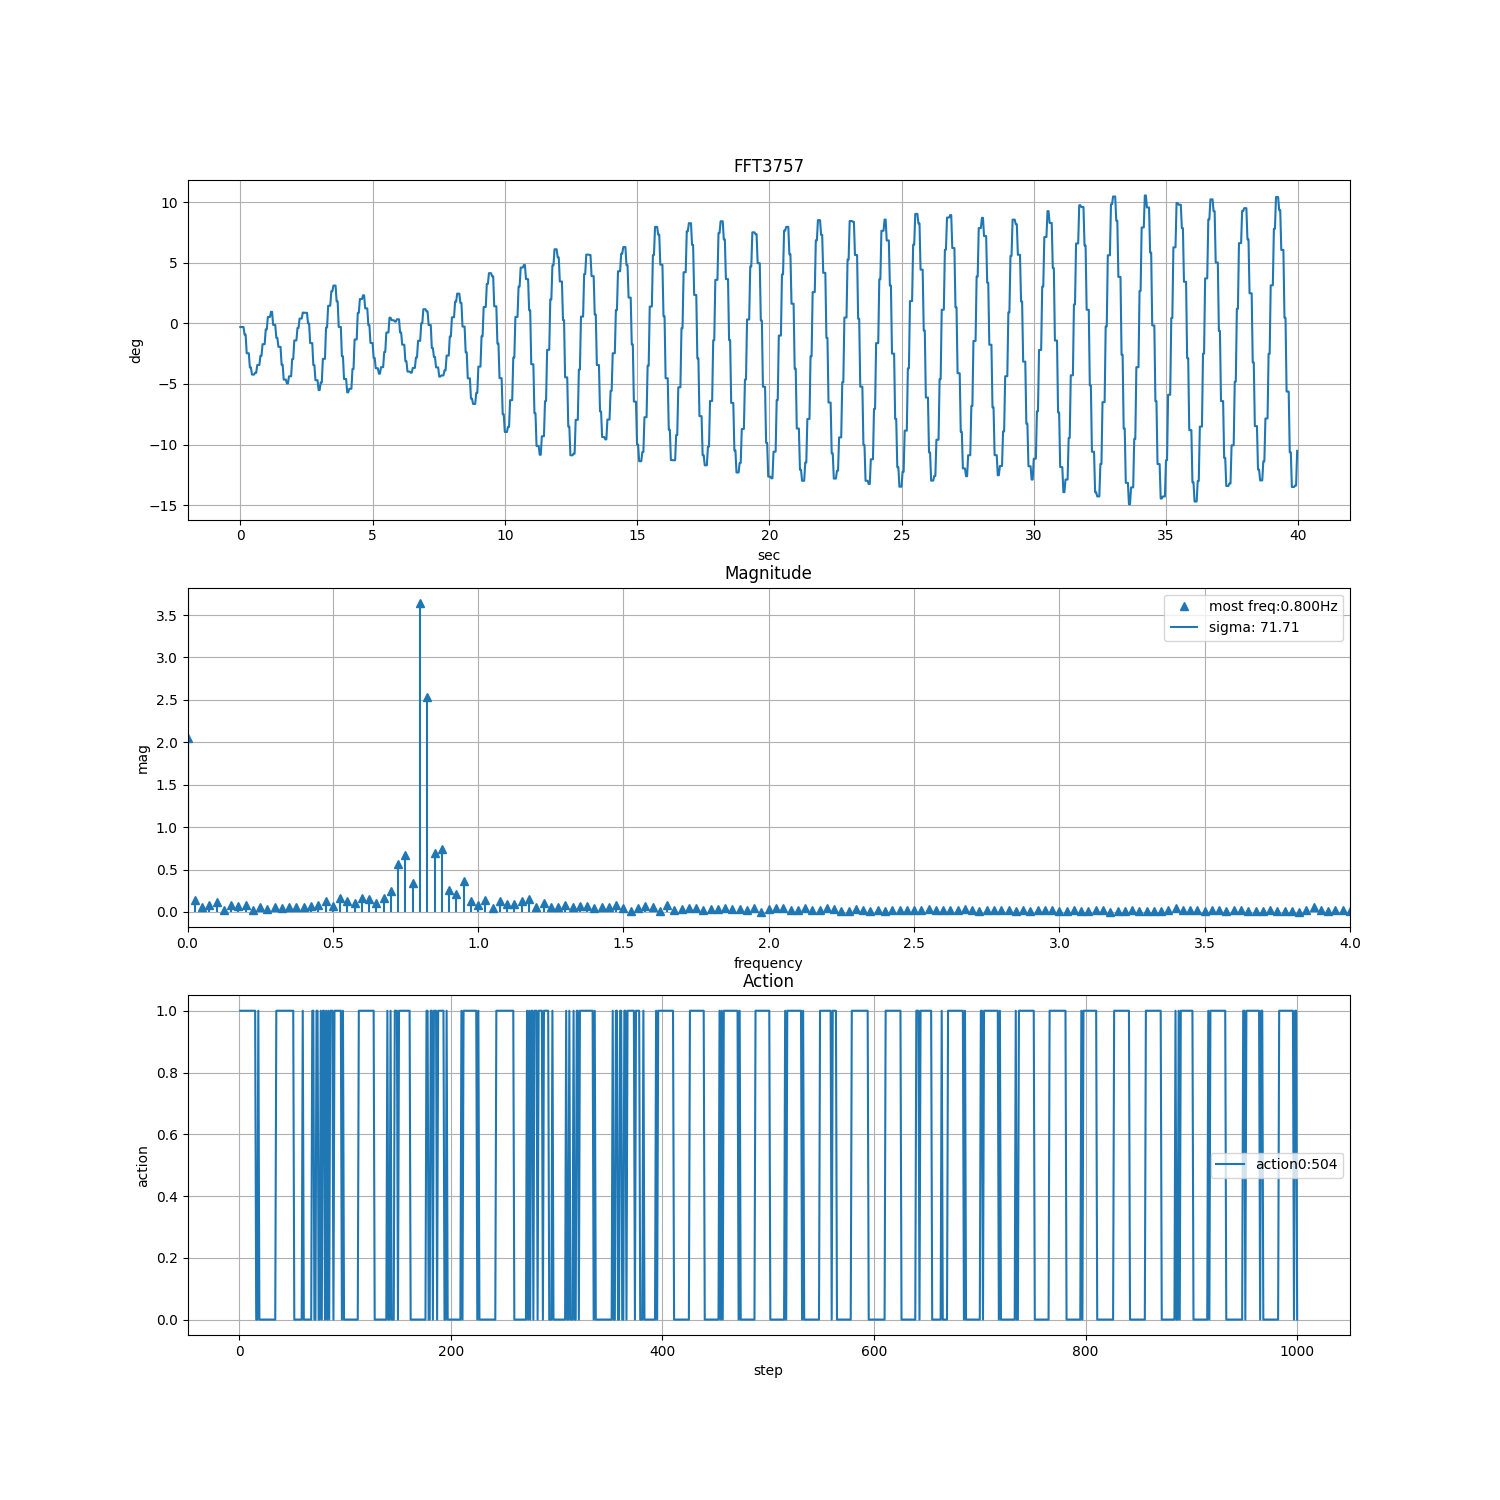 FFT3757
10
5
0
−5
−10
−15
deg
0 5 10 15 20 25 30 35 40
sec
Magnitude
most freq:0.800Hz
sigma: 71.71
3.5
3.0
2.5
2.0
1.5
1.0
0.5
0.0
mag
0.0 0.5 1.0 1.5 2.0 2.5 3.0 3.5 4.0
frequency
Action
1.0
0.8
0.6
0.4
0.2
0.0
action
action0:504
0 200 400 600 800 1000
step